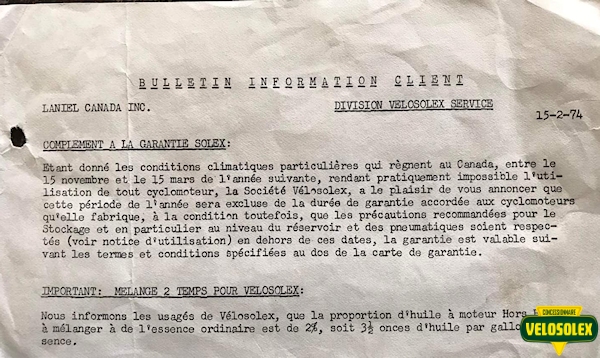 BULLETIN INFORMATION CLIENT
LANIEL CANADA INC.
DIVISION VELOSOLEX SERVICE
15-2-74
COMPLEMENT A LA GARANTIE SOLEX:
Etant donné les conditions climatiques particulières qui règnent au Canada, entre le
15 novembre et le 15 mars de l'année suivante, rendant pratiquement impossible l'uti-
lisation de tout cyclomoteur, la Société Vélosolex, a le plaisir de vous annoncer que
cette période de l'année sera excluse de la durée de garantie accordée aux cyclomoteurs
qu'elle fabrique, à la condition toutefois, que les précautions recommandées pour le
Stockage et en particulier au niveau du réservoir et des pneumatiques soient respec-
tés (voir notice d'utilisation) en dehors de ces dates, la garantie est valable sui-
vant les termes et conditions spécifiées au dos de la carte de garantie.
IMPORTANT: MELANGE 2 TEMPS POUR VELOSOLEX:
Nous informons les usagés de Vélosolex, que la proportion d'huile à moteur Hors
à mélanger à de l'essence ordinaire est de 2%, soit 3½ onces d'huile par
sence.
CONCESSIONNAIRE
VELOSOLEX